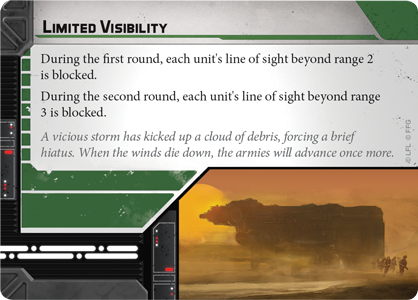 LIMITED VISIBILITY
During the first round, each unit's line of sight beyond range 2
is blocked.
During the second round, each unit's line of sight beyond range
3 is blocked.
A vicious storm has kicked up a cloud of debris, forcing a brief
hiatus. When the winds die down, the armies will advance once more.
© LFL © FFG